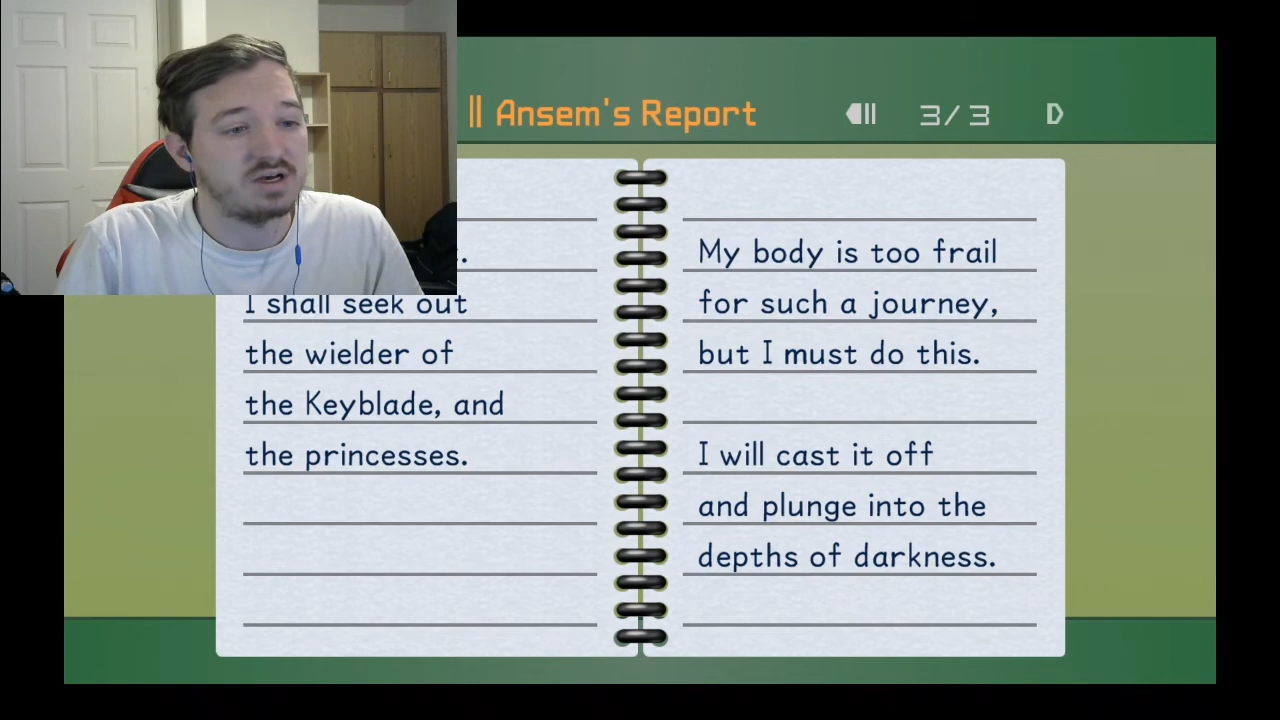 Ansem's Report
3/3
I shall seek out
the wielder of
the Keyblade, and
the princesses.
My body is too frail
for such a journey,
but I must do this.
I will cast it off
and plunge into the
depths of darkness.